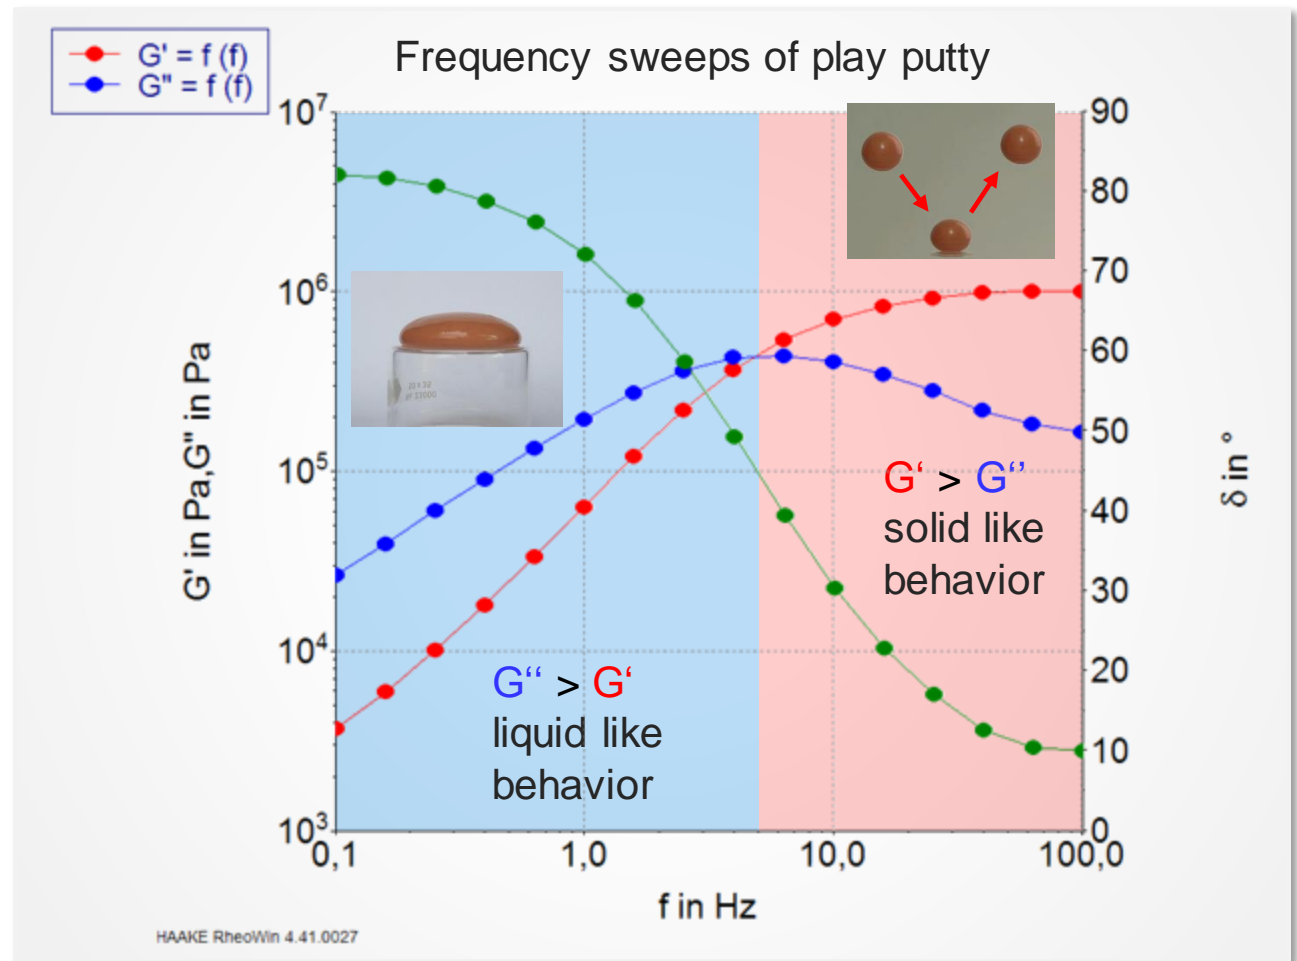 G' = f (f)
G" = f (f)
Frequency sweeps of play putty
10⁷
10⁶
10⁵
10⁴
10³
G' in Pa,G" in Pa
90
80
70
60
50
40
30
20
10
0
δ in °
G‘ > G‘’
solid like
behavior
G‘‘ > G‘
liquid like
behavior
0,1
1,0
10,0
100,0
f in Hz
HAAKE RheoWin 4.41.0027